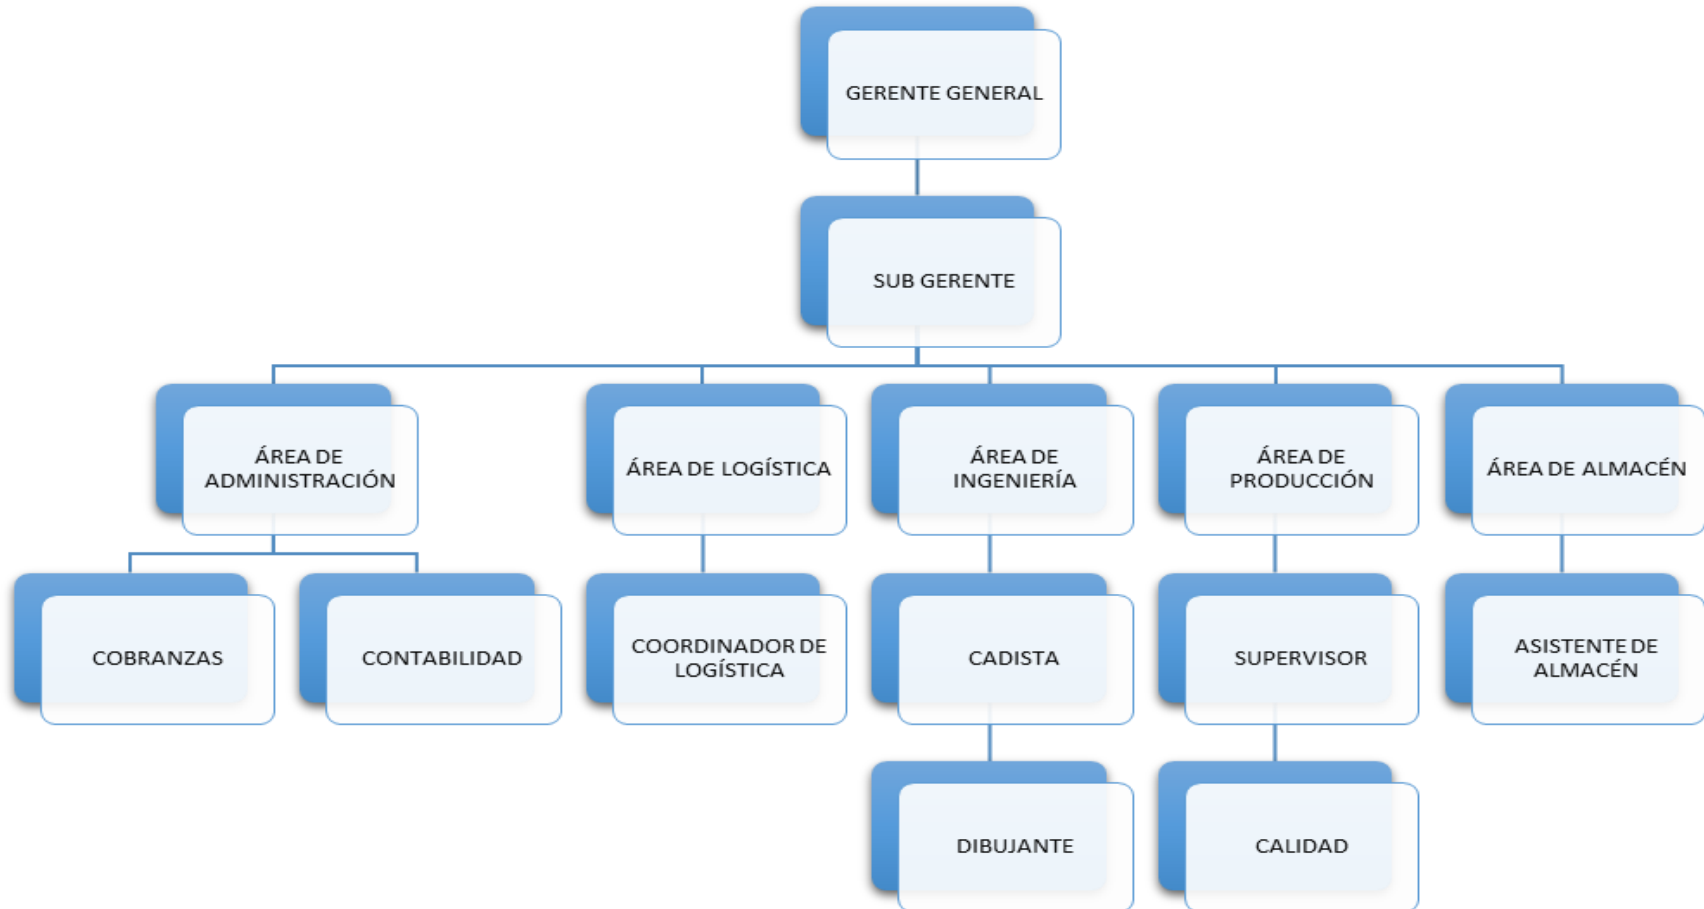 GERENTE GENERAL
SUB GERENTE
ÁREA DE
ADMINISTRACIÓN
ÁREA DE LOGÍSTICA
ÁREA DE
INGENIERÍA
ÁREA DE
PRODUCCIÓN
ÁREA DE ALMACÉN
COBRANZAS
CONTABILIDAD
COORDINADOR DE
LOGÍSTICA
CADISTA
SUPERVISOR
ASISTENTE DE
ALMACÉN
DIBUJANTE
CALIDAD